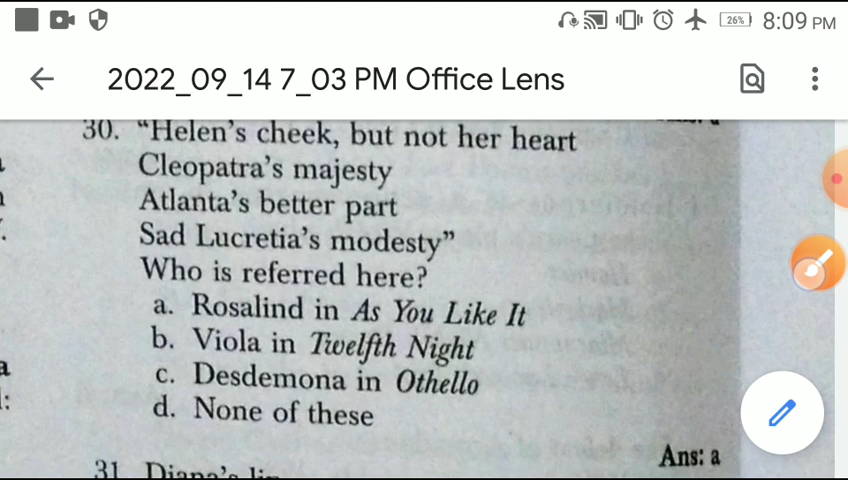 26%
8:09 PM
2022_09_14 7_03 PM Office Lens
30. “Helen’s cheek, but not her heart
Cleopatra’s majesty
Atlanta’s better part
Sad Lucretia’s modesty”
Who is referred here?
a. Rosalind in As You Like It
b. Viola in Twelfth Night
c. Desdemona in Othello
d. None of these
Ans: a
31